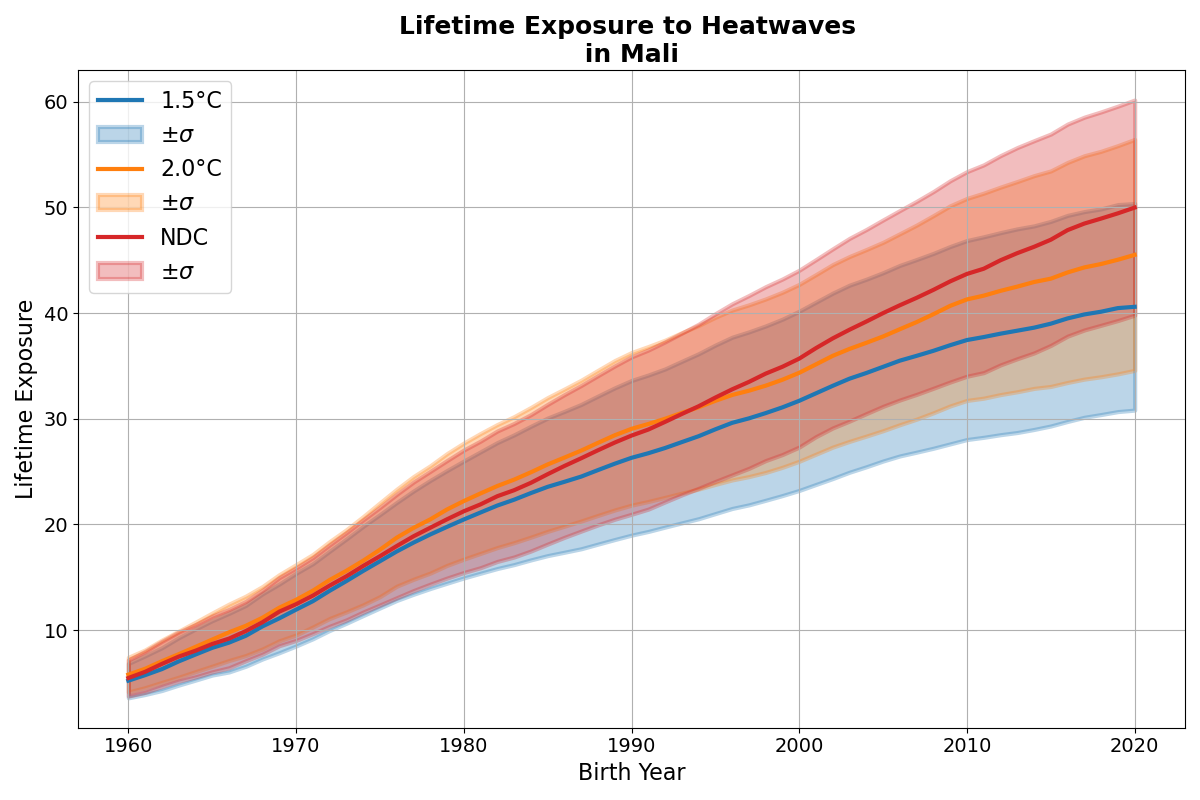 Lifetime Exposure to Heatwaves
in Mali
1.5°C
±σ
2.0°C
±σ
NDC
±σ
Lifetime Exposure
60
50
40
30
20
10
1960 1970 1980 1990 2000 2010 2020
Birth Year